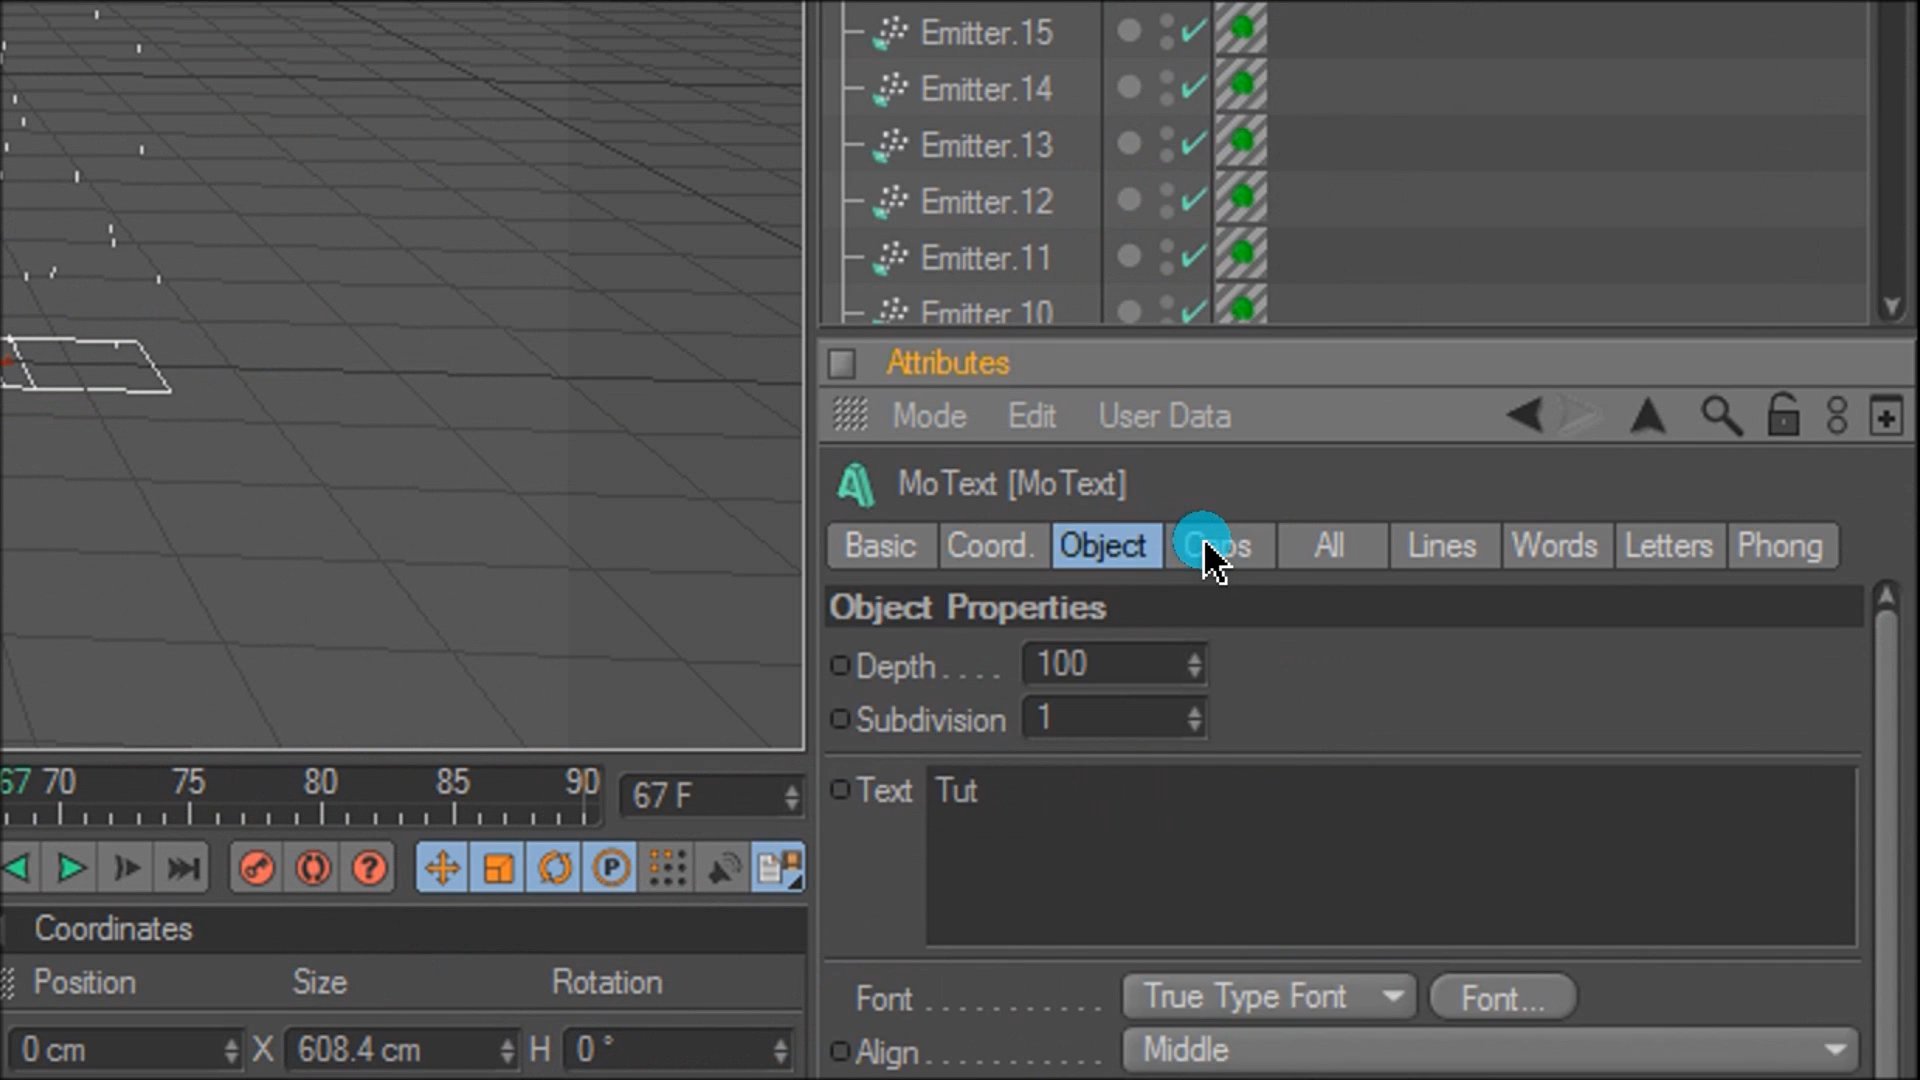 Emitter.15
Emitter.14
Emitter.13
Emitter.12
Emitter.11
Emitter.10
Attributes
Mode Edit User Data
MoText [MoText]
Basic Coord. Object Caps All Lines Words Letters Phong
Object Properties
Depth.... 100
Subdivision 1
Text Tut
67 70 75 80 85 90 67 F
P
Coordinates
Position Size Rotation
0 cm X 608.4 cm H 0 °
Font .......... True Type Font Font...
Align........... Middle